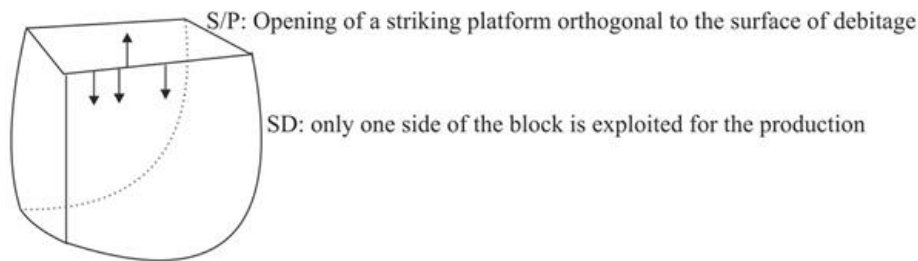 S/P: Opening of a striking platform orthogonal to the surface of debitage
SD: only one side of the block is exploited for the production